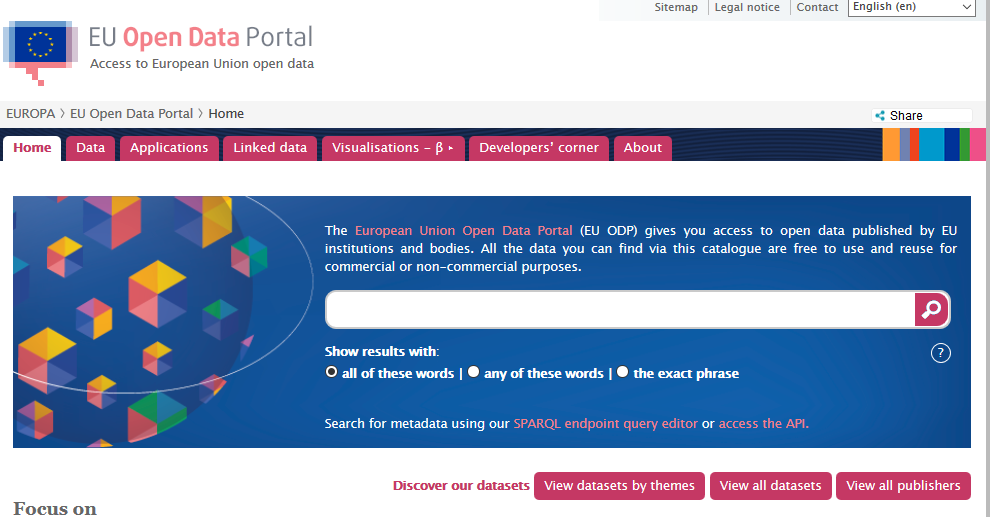 Sitemap | Legal notice | Contact English (en)
EU Open Data Portal
Access to European Union open data
EUROPA > EU Open Data Portal > Home
Share
Home Data Applications Linked data Visualisations – β ▸ Developers' corner About
The European Union Open Data Portal (EU ODP) gives you access to open data published by EU
institutions and bodies. All the data you can find via this catalogue are free to use and reuse for
commercial or non-commercial purposes.
Show results with:
?
all of these words | any of these words | the exact phrase
Search for metadata using our SPARQL endpoint query editor or access the API.
Discover our datasets View datasets by themes View all datasets View all publishers
Focus on